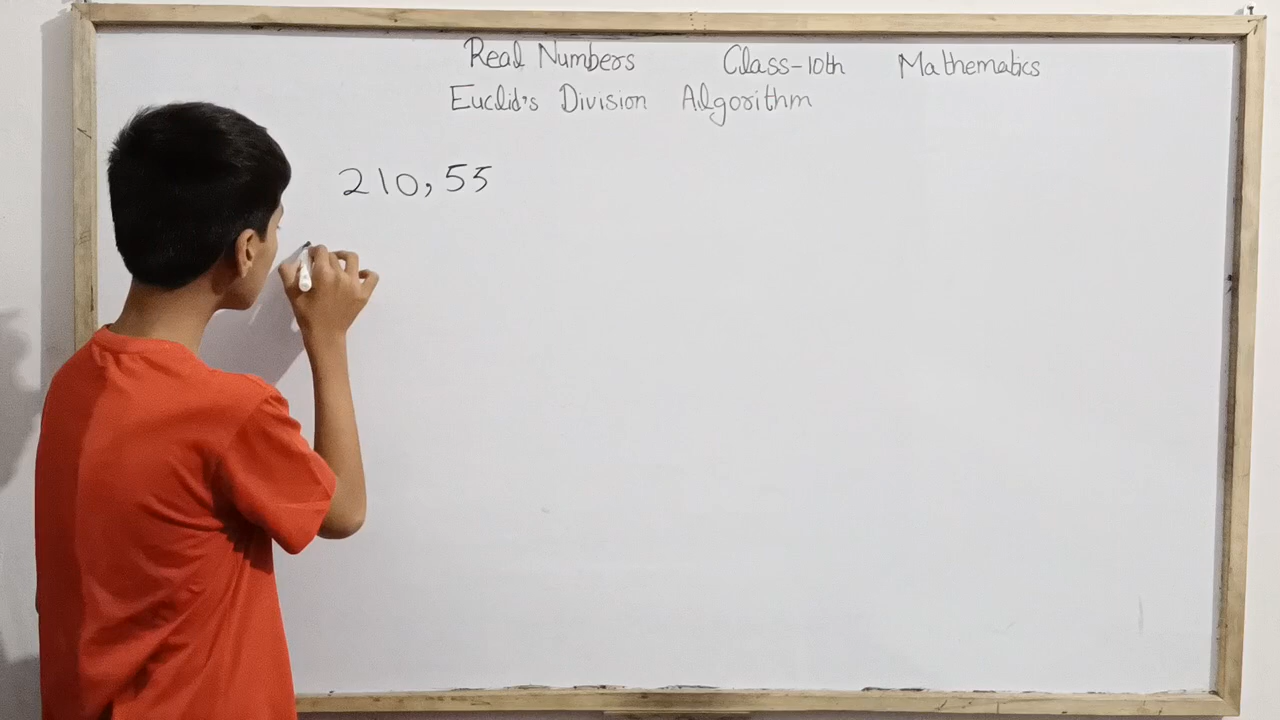 Real Numbers Class-10th Mathematics
Euclid's Division Algorithm
210, 55